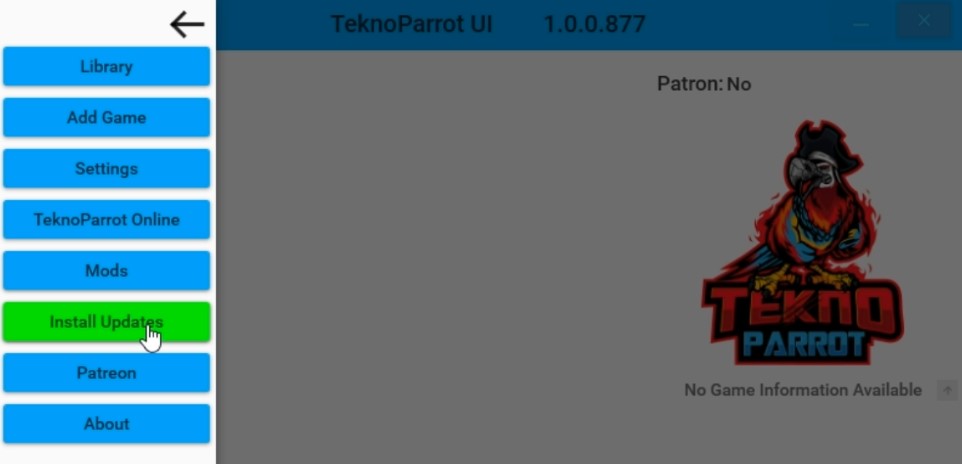 TeknoParrot UI 1.0.0.877
Library
Add Game
Settings
TeknoParrot Online
Mods
Install Updates
Patreon
About
Patron: No
TEKNO
PARROT
No Game Information Available